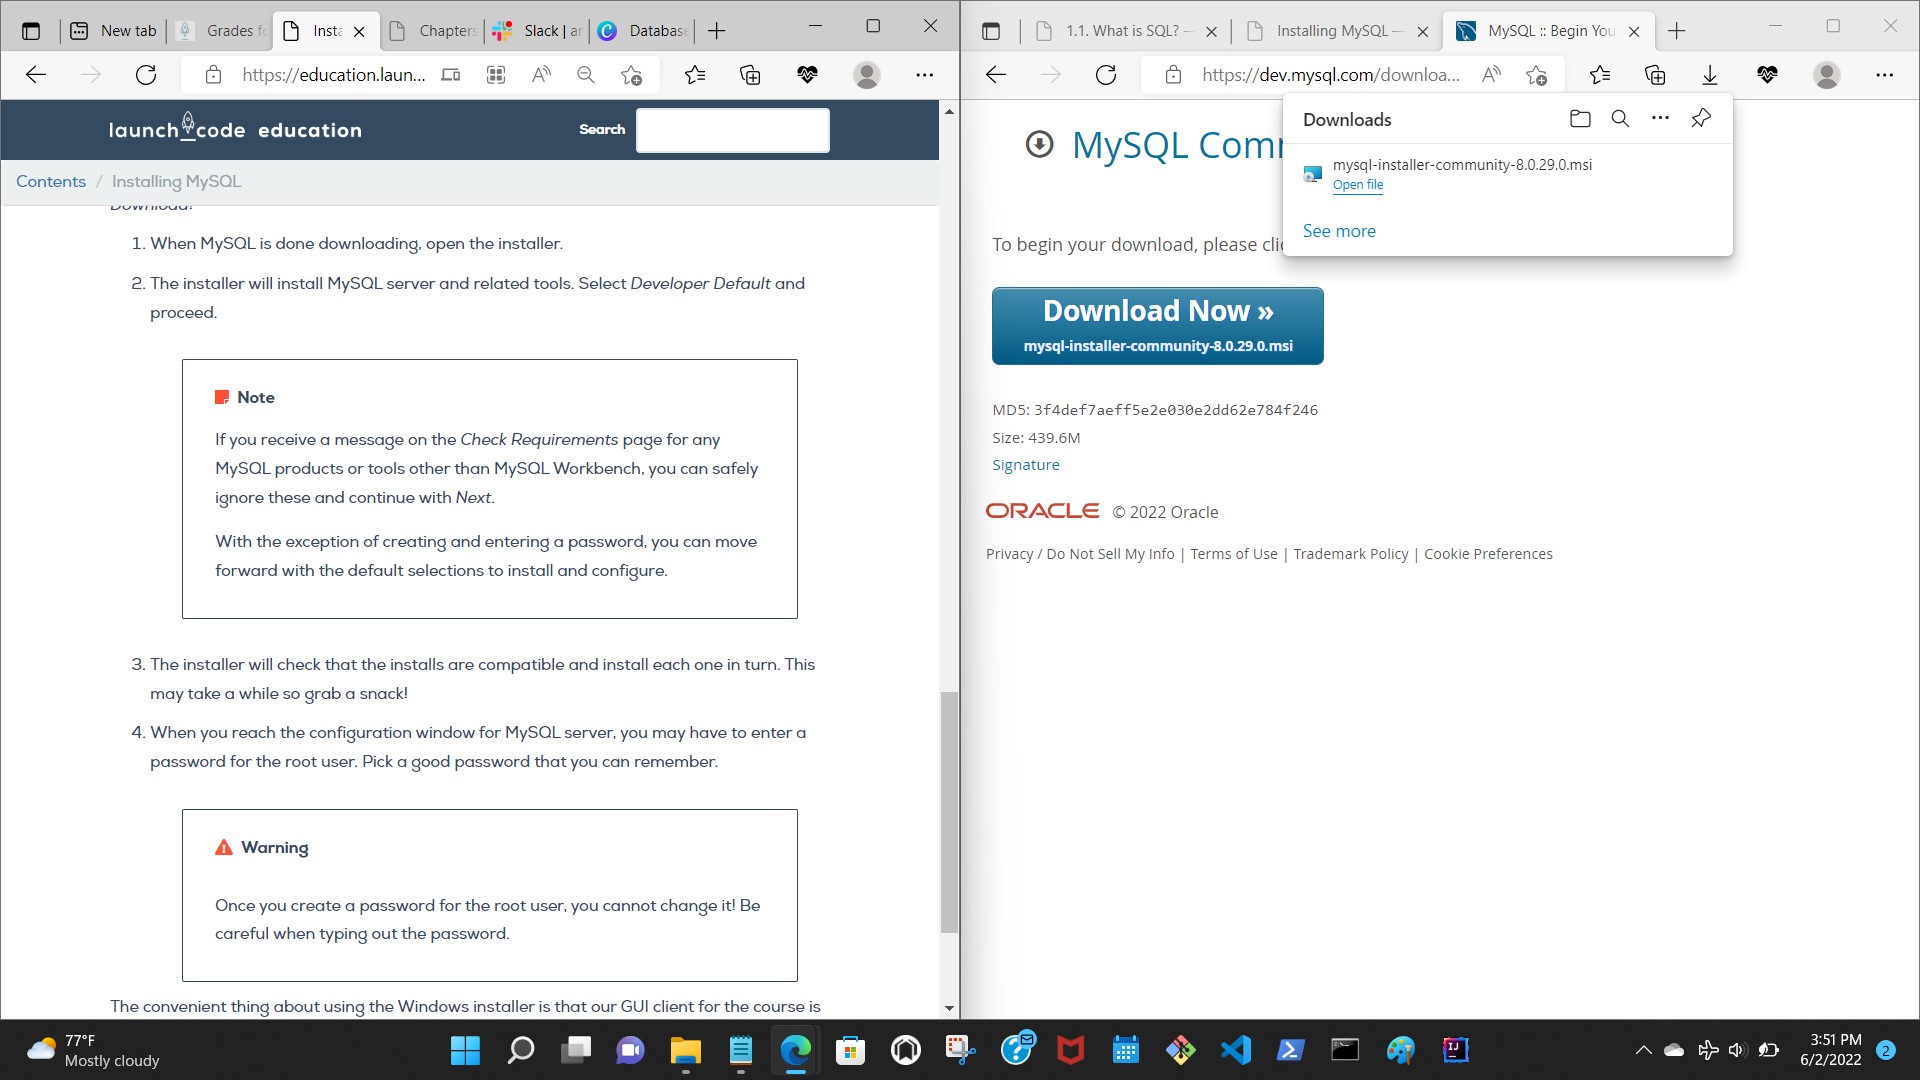 New tab
Grades f
Inst
Chapters
Slack | ar
Database
https://education.laun...
launch code education
Search
Contents / Installing MySQL
Download!
1. When MySQL is done downloading, open the installer.
2. The installer will install MySQL server and related tools. Select Developer Default and
proceed.
Note
If you receive a message on the Check Requirements page for any
MySQL products or tools other than MySQL Workbench, you can safely
ignore these and continue with Next.
With the exception of creating and entering a password, you can move
forward with the default selections to install and configure.
3. The installer will check that the installs are compatible and install each one in turn. This
may take a while so grab a snack!
4. When you reach the configuration window for MySQL server, you may have to enter a
password for the root user. Pick a good password that you can remember.
Warning
Once you create a password for the root user, you cannot change it! Be
careful when typing out the password.
The convenient thing about using the Windows installer is that our GUI client for the course is
1.1. What is SQL? —
Installing MySQL —
MySQL :: Begin You
https://dev.mysql.com/downloa...
Downloads
mysql-installer-community-8.0.29.0.msi
Open file
See more
MySQL Comm
To begin your download, please clic
Download Now »
mysql-installer-community-8.0.29.0.msi
MD5: 3f4def7aeff5e2e030e2dd62e784f246
Size: 439.6M
Signature
ORACLE © 2022 Oracle
Privacy / Do Not Sell My Info | Terms of Use | Trademark Policy | Cookie Preferences
77°F
Mostly cloudy
3:51 PM
6/2/2022
2